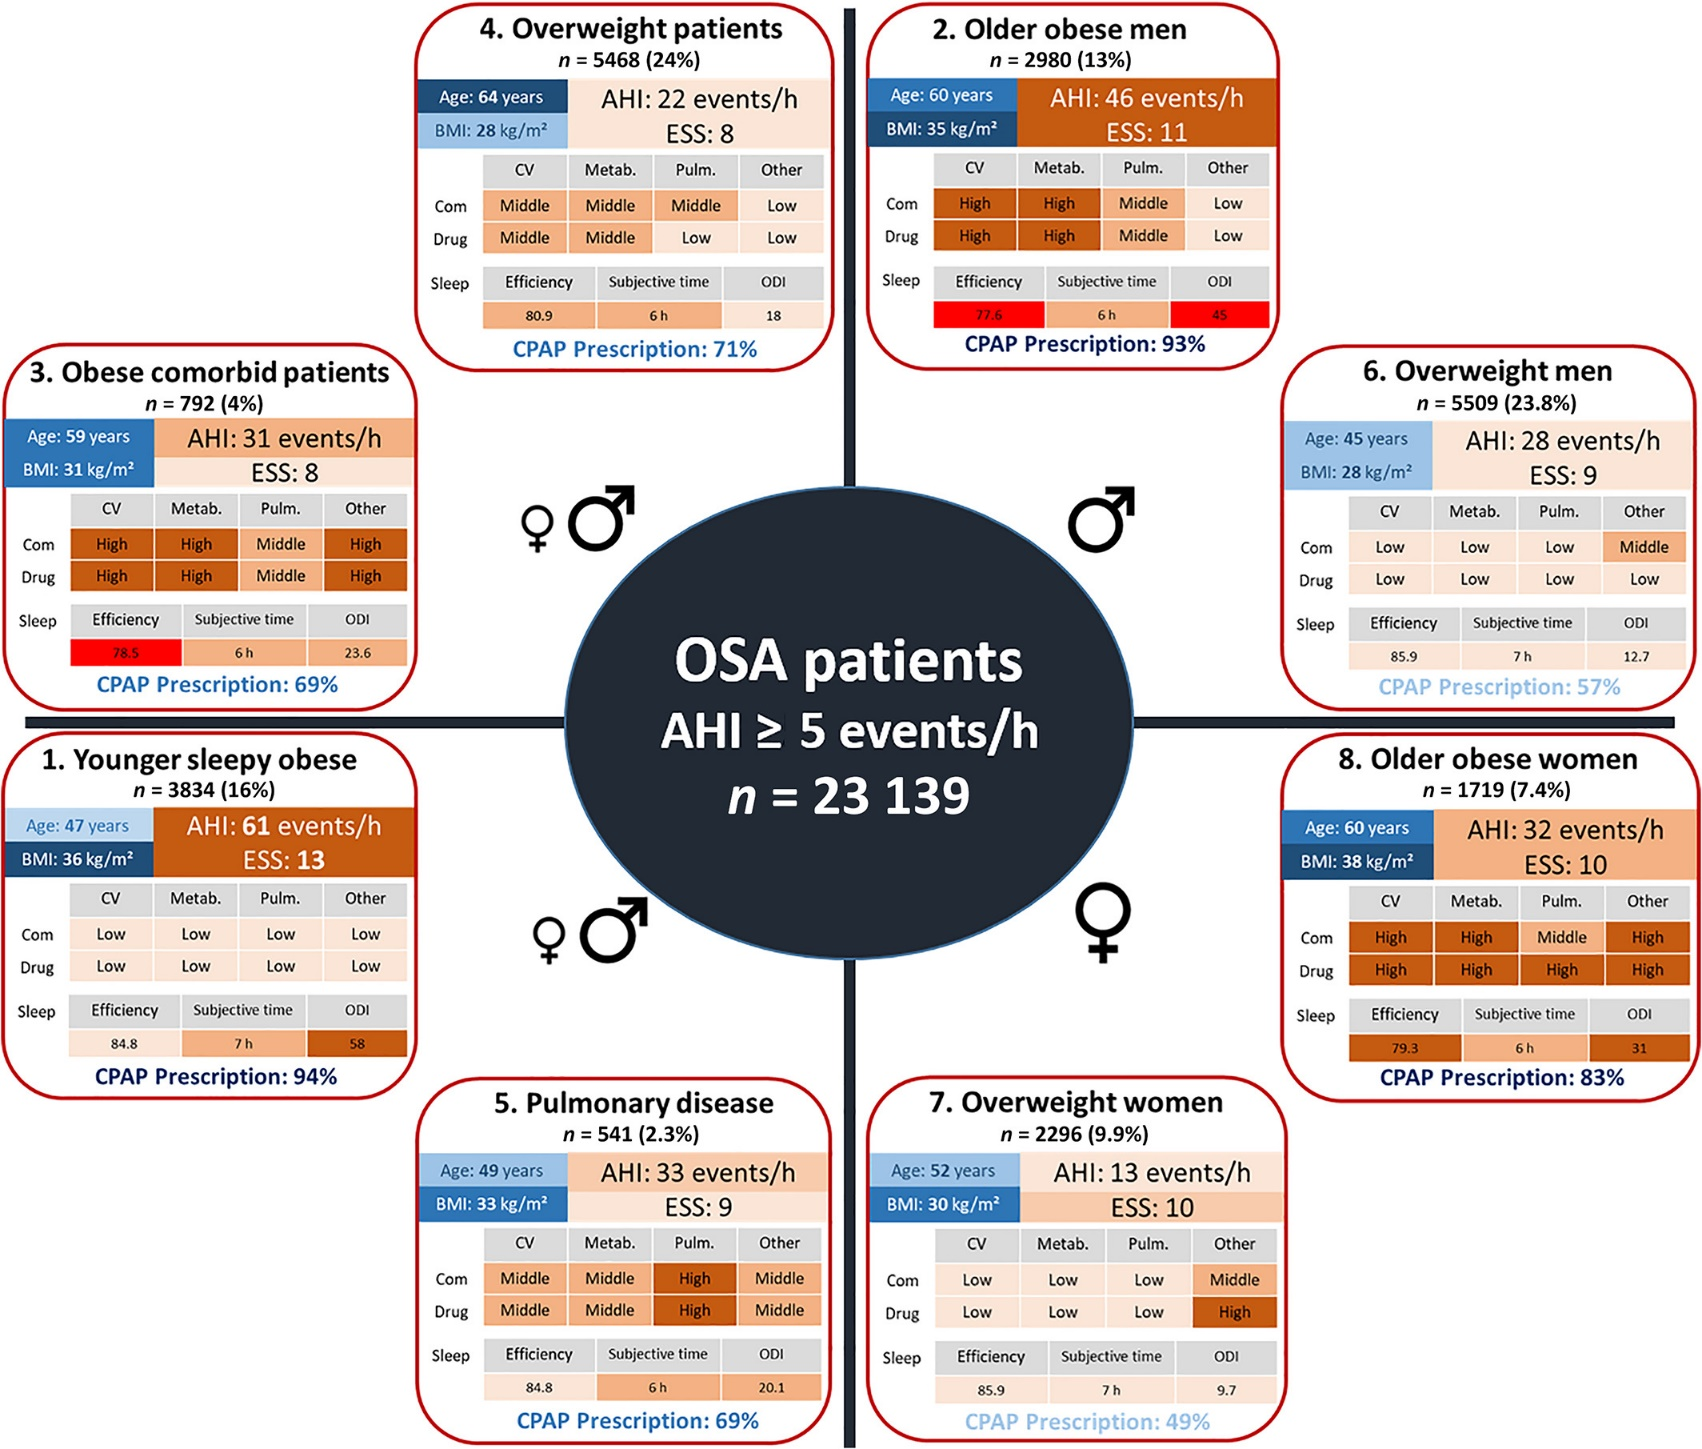 4. Overweight patients
n = 5468 (24%)
Age: 64 years
BMI: 28 kg/m²
AHI: 22 events/h
ESS: 8
CV Metab. Pulm. Other
Com Middle Middle Middle Low
Drug Middle Middle Low Low
Sleep Efficiency Subjective time ODI
80.9 6 h 18
CPAP Prescription: 71%
2. Older obese men
n = 2980 (13%)
Age: 60 years
BMI: 35 kg/m²
AHI: 46 events/h
ESS: 11
CV Metab. Pulm. Other
Com High High Middle Low
Drug High High Middle Low
Sleep Efficiency Subjective time ODI
77.6 6 h 45
CPAP Prescription: 93%
3. Obese comorbid patients
n = 792 (4%)
Age: 59 years
BMI: 31 kg/m²
AHI: 31 events/h
ESS: 8
CV Metab. Pulm. Other
Com High High Middle High
Drug High High Middle High
Sleep Efficiency Subjective time ODI
78.5 6 h 23.6
CPAP Prescription: 69%
6. Overweight men
n = 5509 (23.8%)
Age: 45 years
BMI: 28 kg/m²
AHI: 28 events/h
ESS: 9
CV Metab. Pulm. Other
Com Low Low Low Middle
Drug Low Low Low Low
Sleep Efficiency Subjective time ODI
85.9 7 h 12.7
CPAP Prescription: 57%
OSA patients
AHI ≥ 5 events/h
n = 23 139
1. Younger sleepy obese
n = 3834 (16%)
Age: 47 years
BMI: 36 kg/m²
AHI: 61 events/h
ESS: 13
CV Metab. Pulm. Other
Com Low Low Low Low
Drug Low Low Low Low
Sleep Efficiency Subjective time ODI
84.8 7 h 58
CPAP Prescription: 94%
8. Older obese women
n = 1719 (7.4%)
Age: 60 years
BMI: 38 kg/m²
AHI: 32 events/h
ESS: 10
CV Metab. Pulm. Other
Com High High Middle High
Drug High High High High
Sleep Efficiency Subjective time ODI
79.3 6 h 31
CPAP Prescription: 83%
5. Pulmonary disease
n = 541 (2.3%)
Age: 49 years
BMI: 33 kg/m²
AHI: 33 events/h
ESS: 9
CV Metab. Pulm. Other
Com Middle Middle High Middle
Drug Middle Middle High Middle
Sleep Efficiency Subjective time ODI
84.8 6 h 20.1
CPAP Prescription: 69%
7. Overweight women
n = 2296 (9.9%)
Age: 52 years
BMI: 30 kg/m²
AHI: 13 events/h
ESS: 10
CV Metab. Pulm. Other
Com Low Low Low Middle
Drug Low Low Low High
Sleep Efficiency Subjective time ODI
85.9 7 h 9.7
CPAP Prescription: 49%